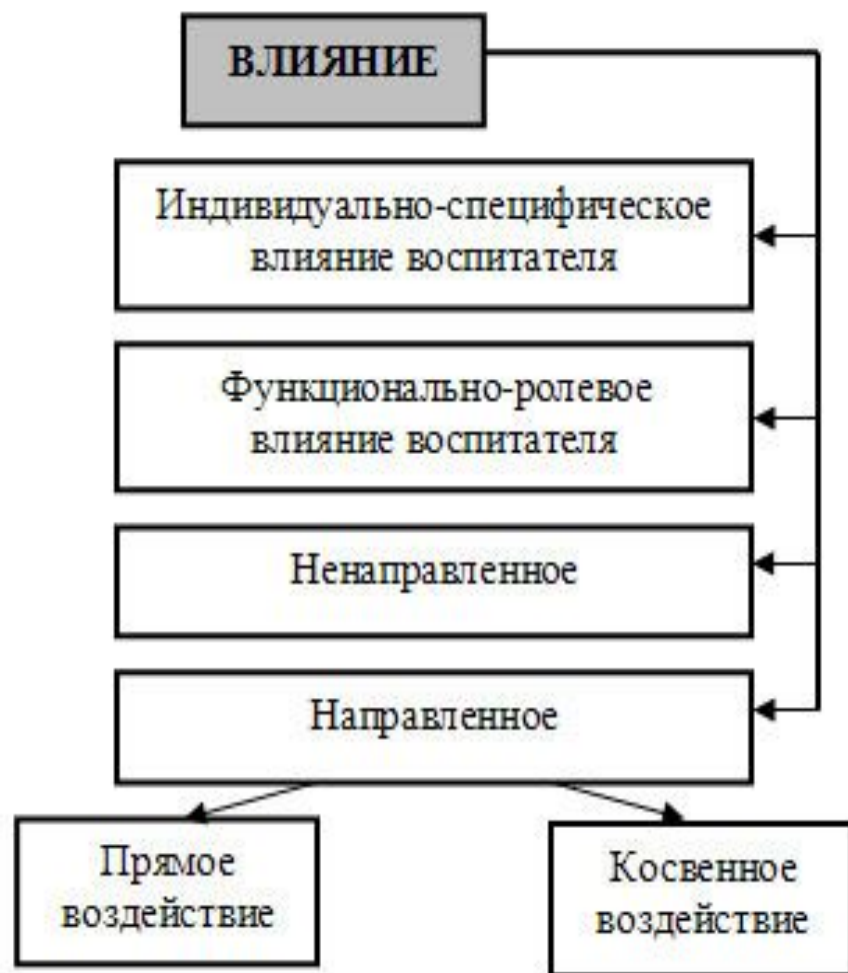 ВЛИЯНИЕ
Индивидуально-специфическое
влияние воспитателя
Функционально-ролевое
влияние воспитателя
Ненаправленное
Направленное
Прямое
воздействие
Косвенное
воздействие